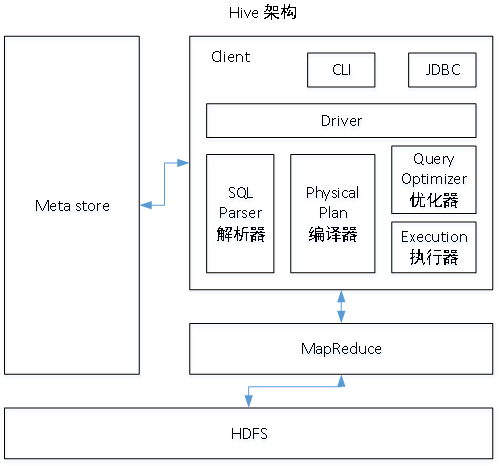 Hive 架构
Client
CLI
JDBC
Driver
Meta store
SQL
Parser
解析器
Physical
Plan
编译器
Query
Optimizer
优化器
Execution
执行器
MapReduce
HDFS